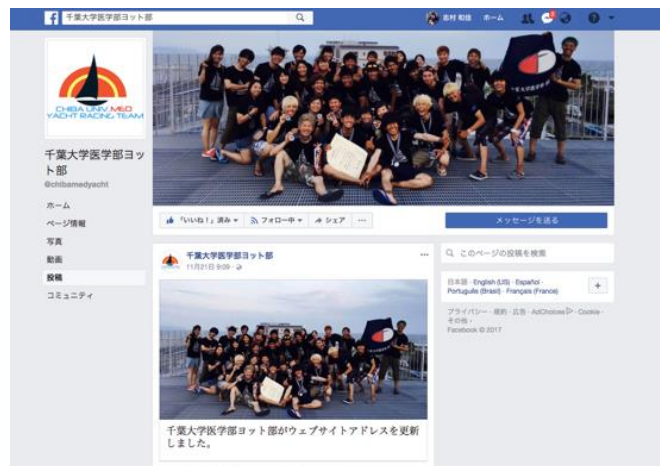 千葉大学医学部ヨット部
志村 和佳
ホーム
CHIBA UNIV.MED
YACHT RACING TEAM
千葉大学医学部ヨッ
ト部
@chibamedyacht
ホーム
ページ情報
写真
動画
投稿
コミュニティ
「いいね！」済み
フォロー中
シェア
メッセージを送る
千葉大学医学部ヨット部
11月21日 9:09
千葉大学医学部ヨット部がウェブサイトアドレスを更新
しました。
このページの投稿を検索
日本語 · English (US) · Español ·
Português (Brasil) · Français (France)
プライバシー · 規約 · 広告 · AdChoices · Cookie ·
その他 ·
Facebook © 2017